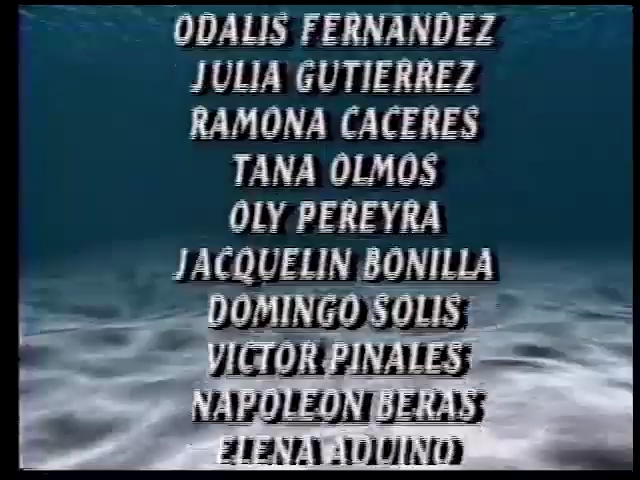 ODALIS FERNANDEZ
JULIA GUTIERREZ
RAMONA CACERES
TANA OLMOS
OLY PEREYRA
JACQUELIN BONILLA
DOMINGO SOLIS
VICTOR PINALES
NAPOLEON BERAS
ELENA AQUINO